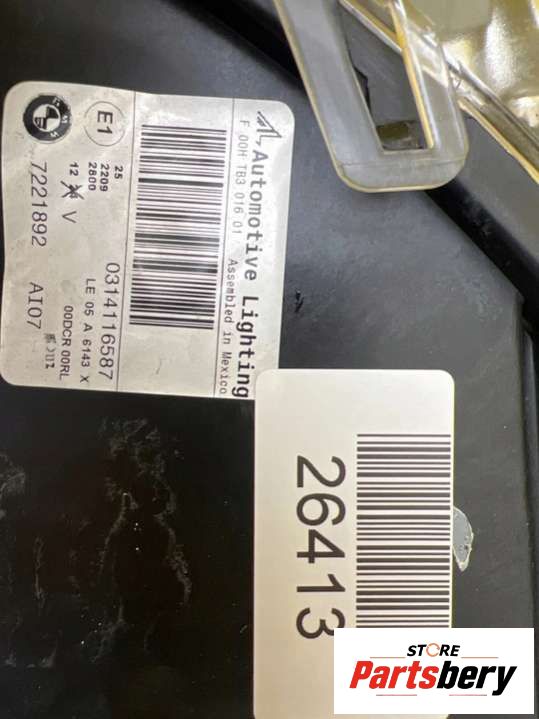 Automotive Lighting
F 00H TB3 016 01
Assembled in Mexico
E1
25
2209
2800
12 V
7221892
AI07
0314116587
LE 05 A 6143 X
00DCR 00RL
26413
STORE
Partsbery